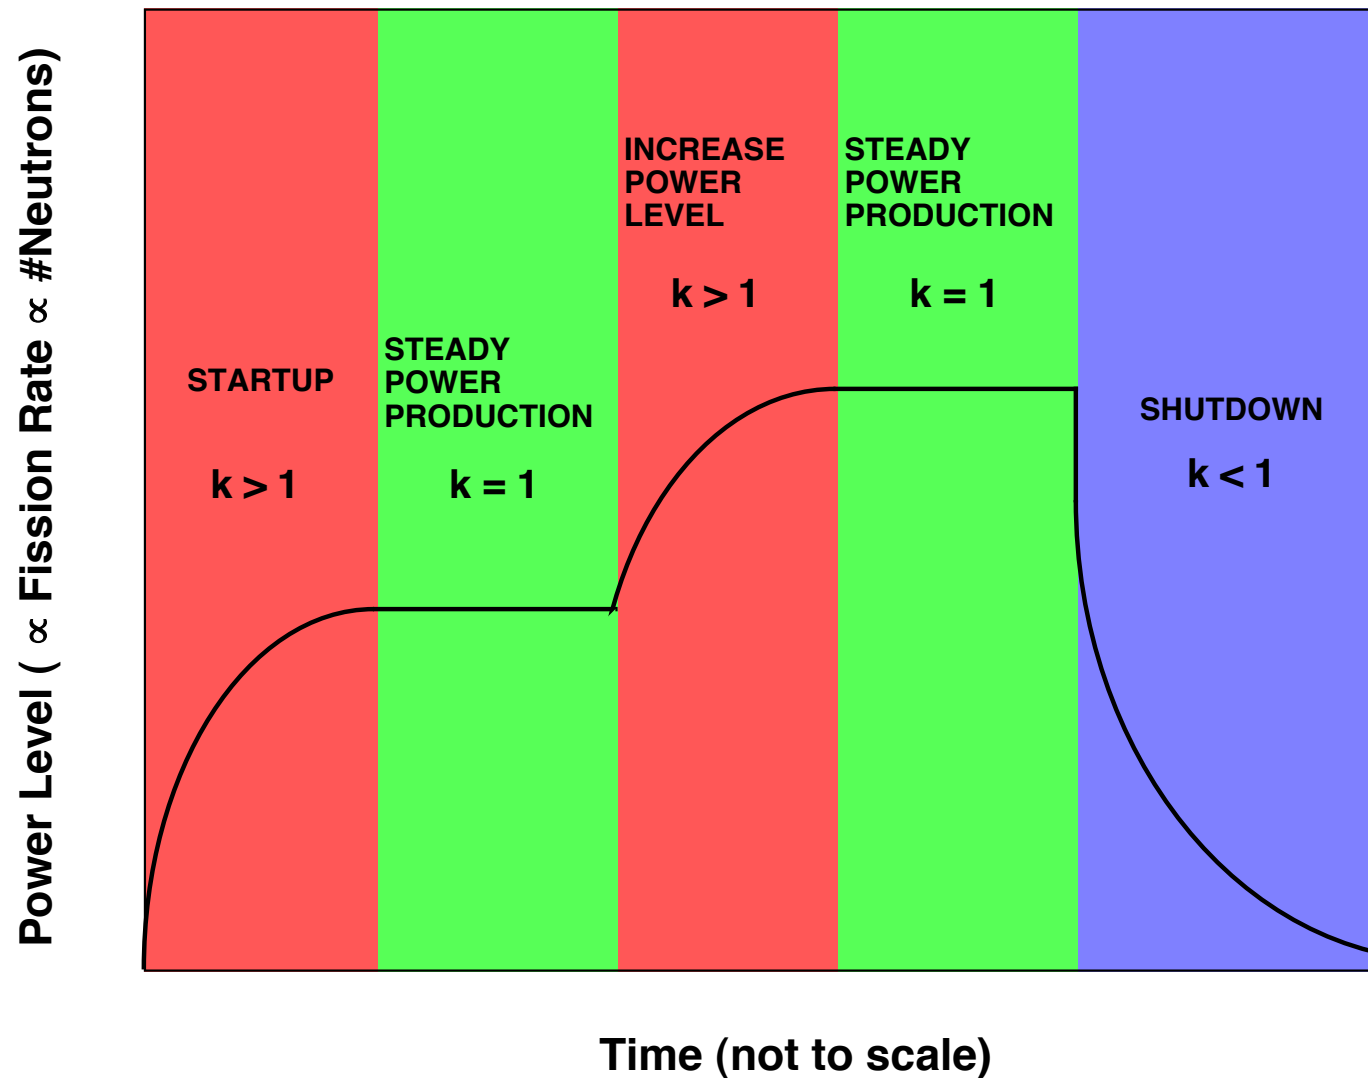 Power Level ( ∝ Fission Rate ∝ #Neutrons)
STARTUP
k > 1
STEADY
POWER
PRODUCTION
k = 1
INCREASE
POWER
LEVEL
k > 1
STEADY
POWER
PRODUCTION
k = 1
SHUTDOWN
k < 1
Time (not to scale)